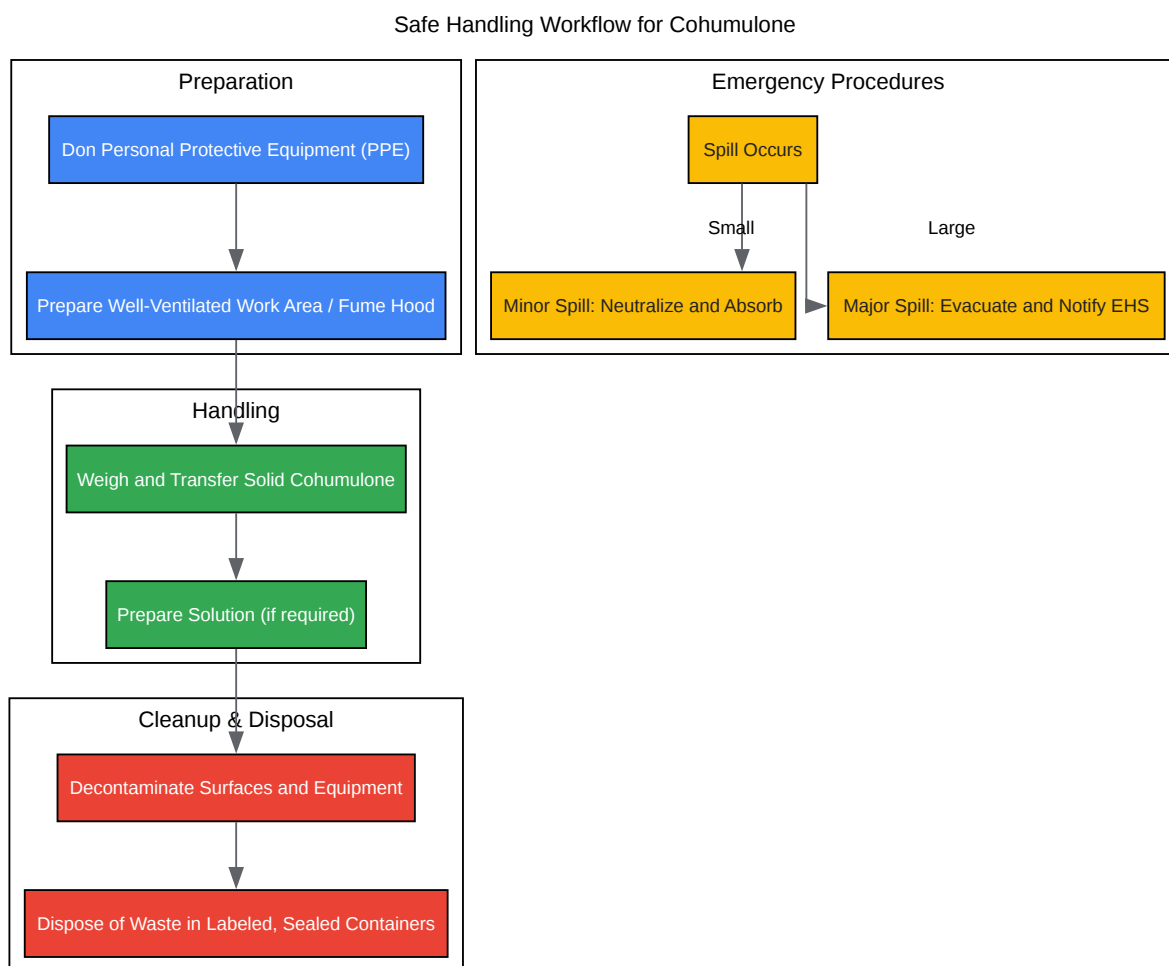 Safe Handling Workflow for Cohumulone
Preparation
Don Personal Protective Equipment (PPE)
Prepare Well-Ventilated Work Area / Fume Hood
Emergency Procedures
Spill Occurs
Small
Large
Minor Spill: Neutralize and Absorb
Major Spill: Evacuate and Notify EHS
Handling
Weigh and Transfer Solid Cohumulone
Prepare Solution (if required)
Cleanup & Disposal
Decontaminate Surfaces and Equipment
Dispose of Waste in Labeled, Sealed Containers